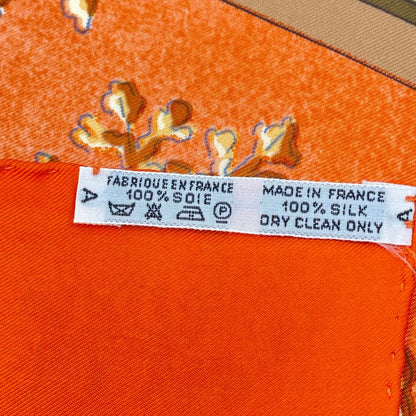 A
FABRIQUE EN FRANCE
100% SOIE
P
MADE IN FRANCE
100% SILK
DRY CLEAN ONLY
A